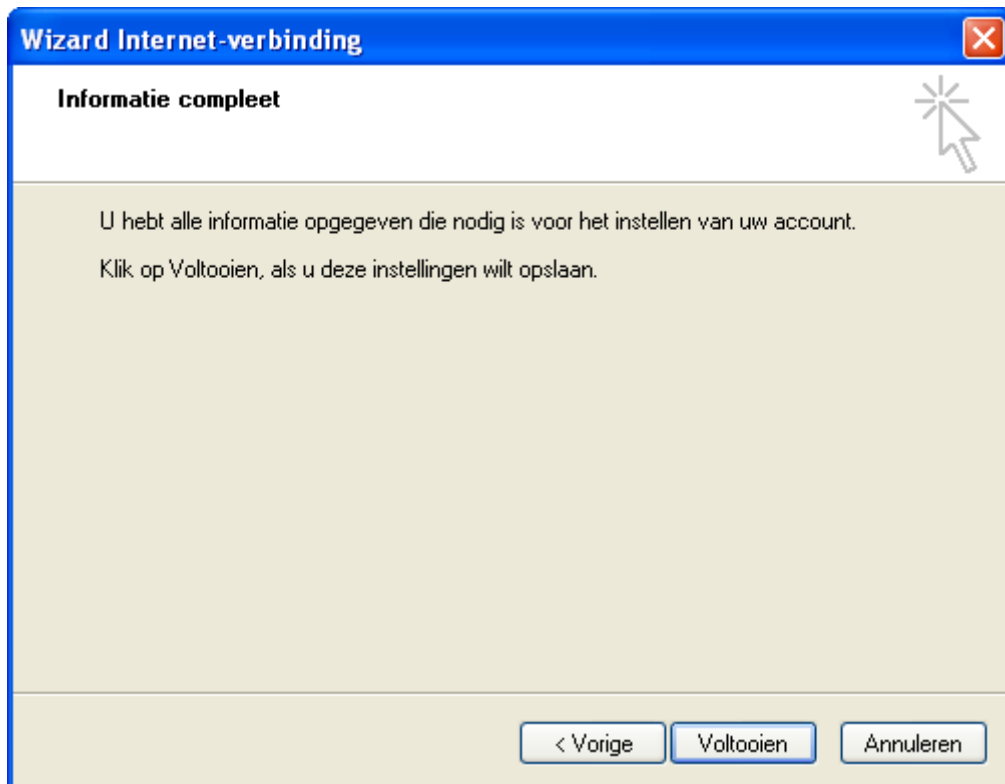 Wizard Internet-verbinding
Informatie compleet
U hebt alle informatie opgegeven die nodig is voor het instellen van uw account.
Klik op Voltooien, als u deze instellingen wilt opslaan.
< Vorige
Voltooien
Annuleren